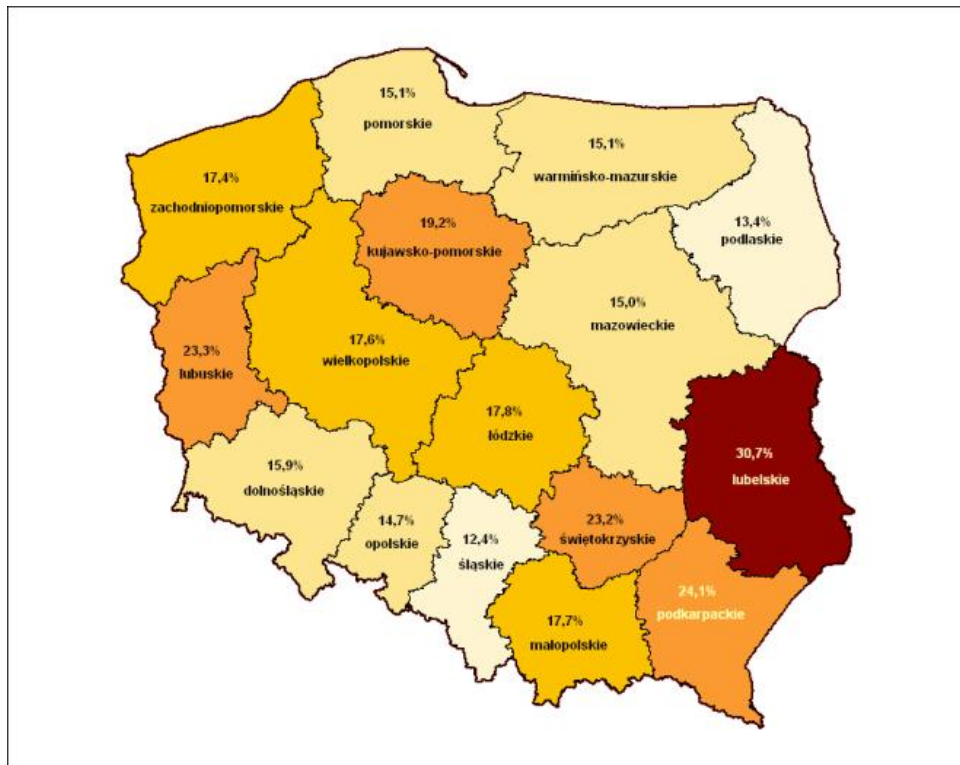 15,1%
pomorskie
15,1%
warmińsko-mazurskie
17,4%
zachodniopomorskie
19,2%
kujawsko-pomorskie
13,4%
podlaskie
15,0%
mazowieckie
17,6%
wielkopolskie
23,3%
lubuskie
17,8%
łódzkie
30,7%
lubelskie
15,9%
dolnośląskie
14,7%
opolskie
12,4%
śląskie
23,2%
świętokrzyskie
24,1%
podkarpackie
17,7%
małopolskie